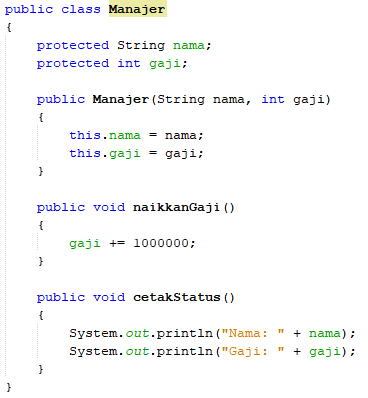 public class Manajer
{
protected String nama;
protected int gaji;
public Manajer(String nama, int gaji)
{
this.nama = nama;
this.gaji = gaji;
}
public void naikkanGaji()
{
gaji += 1000000;
}
public void cetakStatus()
{
System.out.println("Nama: " + nama);
System.out.println("Gaji: " + gaji);
}
}